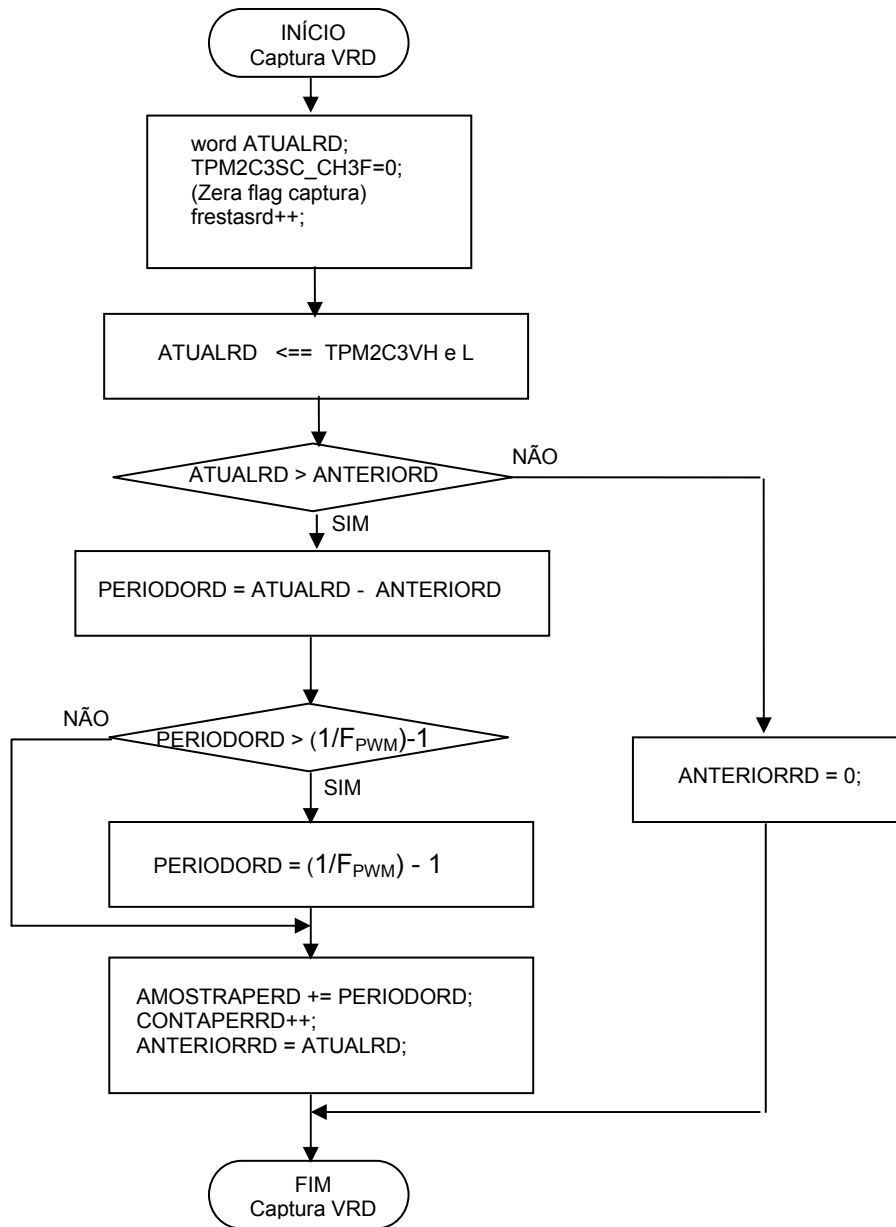 INÍCIO
Captura VRD
word ATUALRD;
TPM2C3SC_CH3F=0;
(Zera flag captura)
frestasrd++;
ATUALRD <== TPM2C3VH e L
ATUALRD > ANTERIORD
NÃO
SIM
PERIODORD = ATUALRD - ANTERIORD
NÃO
PERIODORD > (1/FPWM)-1
SIM
ANTERIORRD = 0;
PERIODORD = (1/FPWM) - 1
AMOSTRAPERD += PERIODORD;
CONTAPERRD++;
ANTERIORRD = ATUALRD;
FIM
Captura VRD